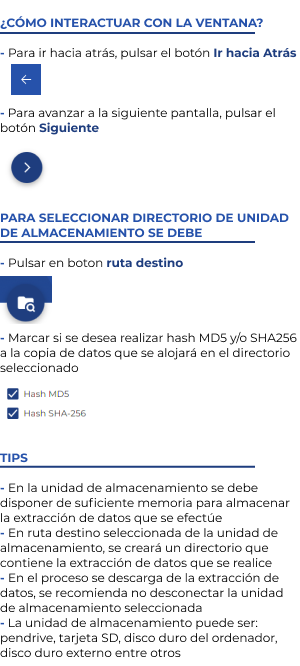 ¿CÓMO INTERACTUAR CON LA VENTANA?
- Para ir hacia atrás, pulsar el botón Ir hacia Atrás
- Para avanzar a la siguiente pantalla, pulsar el
botón Siguiente
PARA SELECCIONAR DIRECTORIO DE UNIDAD
DE ALMACENAMIENTO SE DEBE
- Pulsar en boton ruta destino
- Marcar si se desea realizar hash MD5 y/o SHA256
a la copia de datos que se alojará en el directorio
seleccionado
Hash MD5
Hash SHA-256
TIPS
- En la unidad de almacenamiento se debe
disponer de suficiente memoria para almacenar
la extracción de datos que se efectúe
- En ruta destino seleccionada de la unidad de
almacenamiento, se creará un directorio que
contiene la extracción de datos que se realice
- En el proceso se descarga de la extracción de
datos, se recomienda no desconectar la unidad
de almacenamiento seleccionada
- La unidad de almacenamiento puede ser:
pendrive, tarjeta SD, disco duro del ordenador,
disco duro externo entre otros